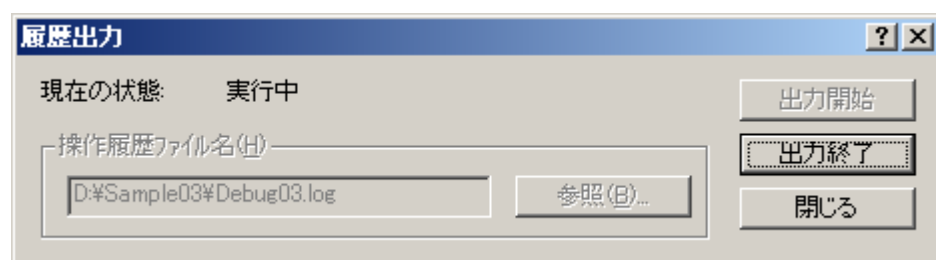 履歴出力
現在の状態: 実行中
出力開始
操作履歴ファイル名(H)
出力終了
D:¥Sample03¥Debug03.log
参照(B)...
閉じる